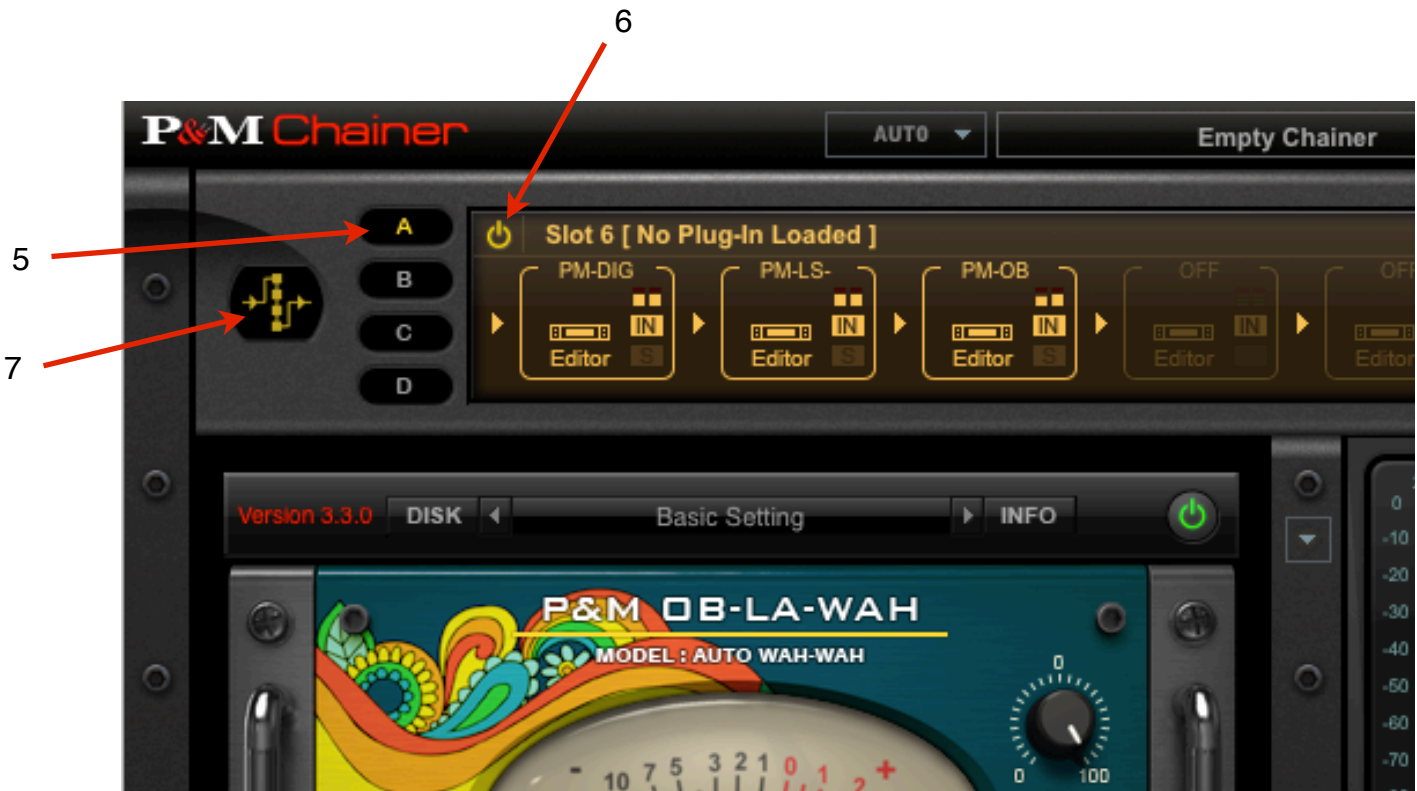 6
P&M Chainer
AUTO
Empty Chainer
5
A
B
C
D
Slot 6 [ No Plug-In Loaded ]
PM-DIG PM-LS- PM-OB OFF OFF
IN IN IN IN
Editor S Editor S Editor S Editor Editor
7
Version 3.3.0 DISK Basic Setting INFO
P&M OB-LA-WAH
MODEL : AUTO WAH-WAH
0
0 100
- 10 7 5 3 2 1 0 1 2 +
0
-10
-20
-30
-40
-50
-60
-70